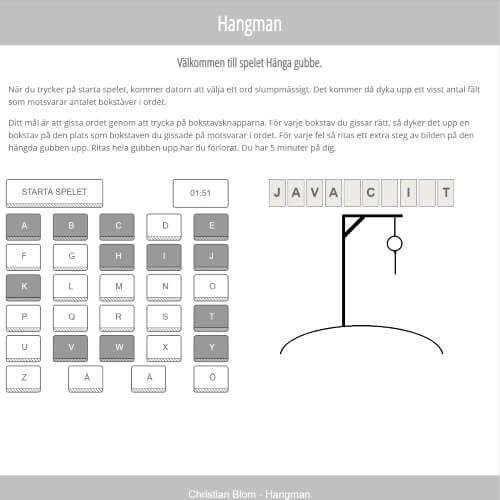 Hangman
Välkommen till spelet Hänga gubbe.
När du trycker på starta spelet, kommer datorn att välja ett ord slumpmässigt. Det kommer då dyka upp ett visst antal fält
som motsvarar antalet bokstäver i ordet.
Ditt mål är att gissa ordet genom att trycka på bokstavsknapparna. För varje bokstav du gissar rätt, så dyker det upp en
bokstav på den plats som bokstaven du gissade på motsvarar i ordet. För varje fel så ritas ett extra steg av bilden på den
hängda gubben upp. Ritas hela gubben upp har du förlorat. Du har 5 minuter på dig.
STARTA SPELET 01:51
J A V A C I T
A B C D E
F G H I J
K L M N O
P Q R S T
U V W X Y
Z Å Ä Ö
Christian Blom - Hangman